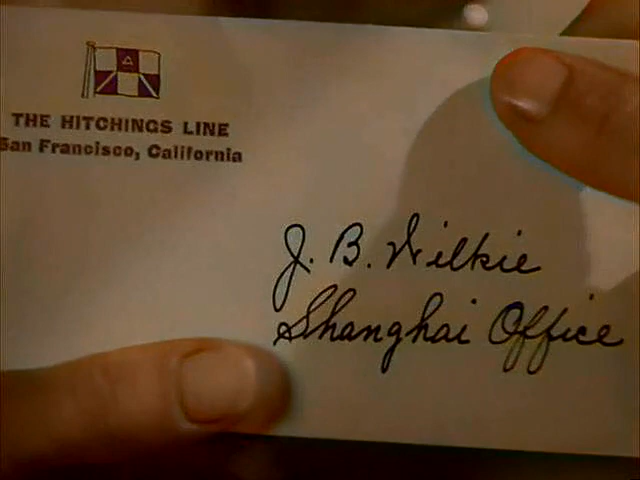 THE HITCHINGS LINE
San Francisco, California
J. B. Wilkie
Shanghai Office